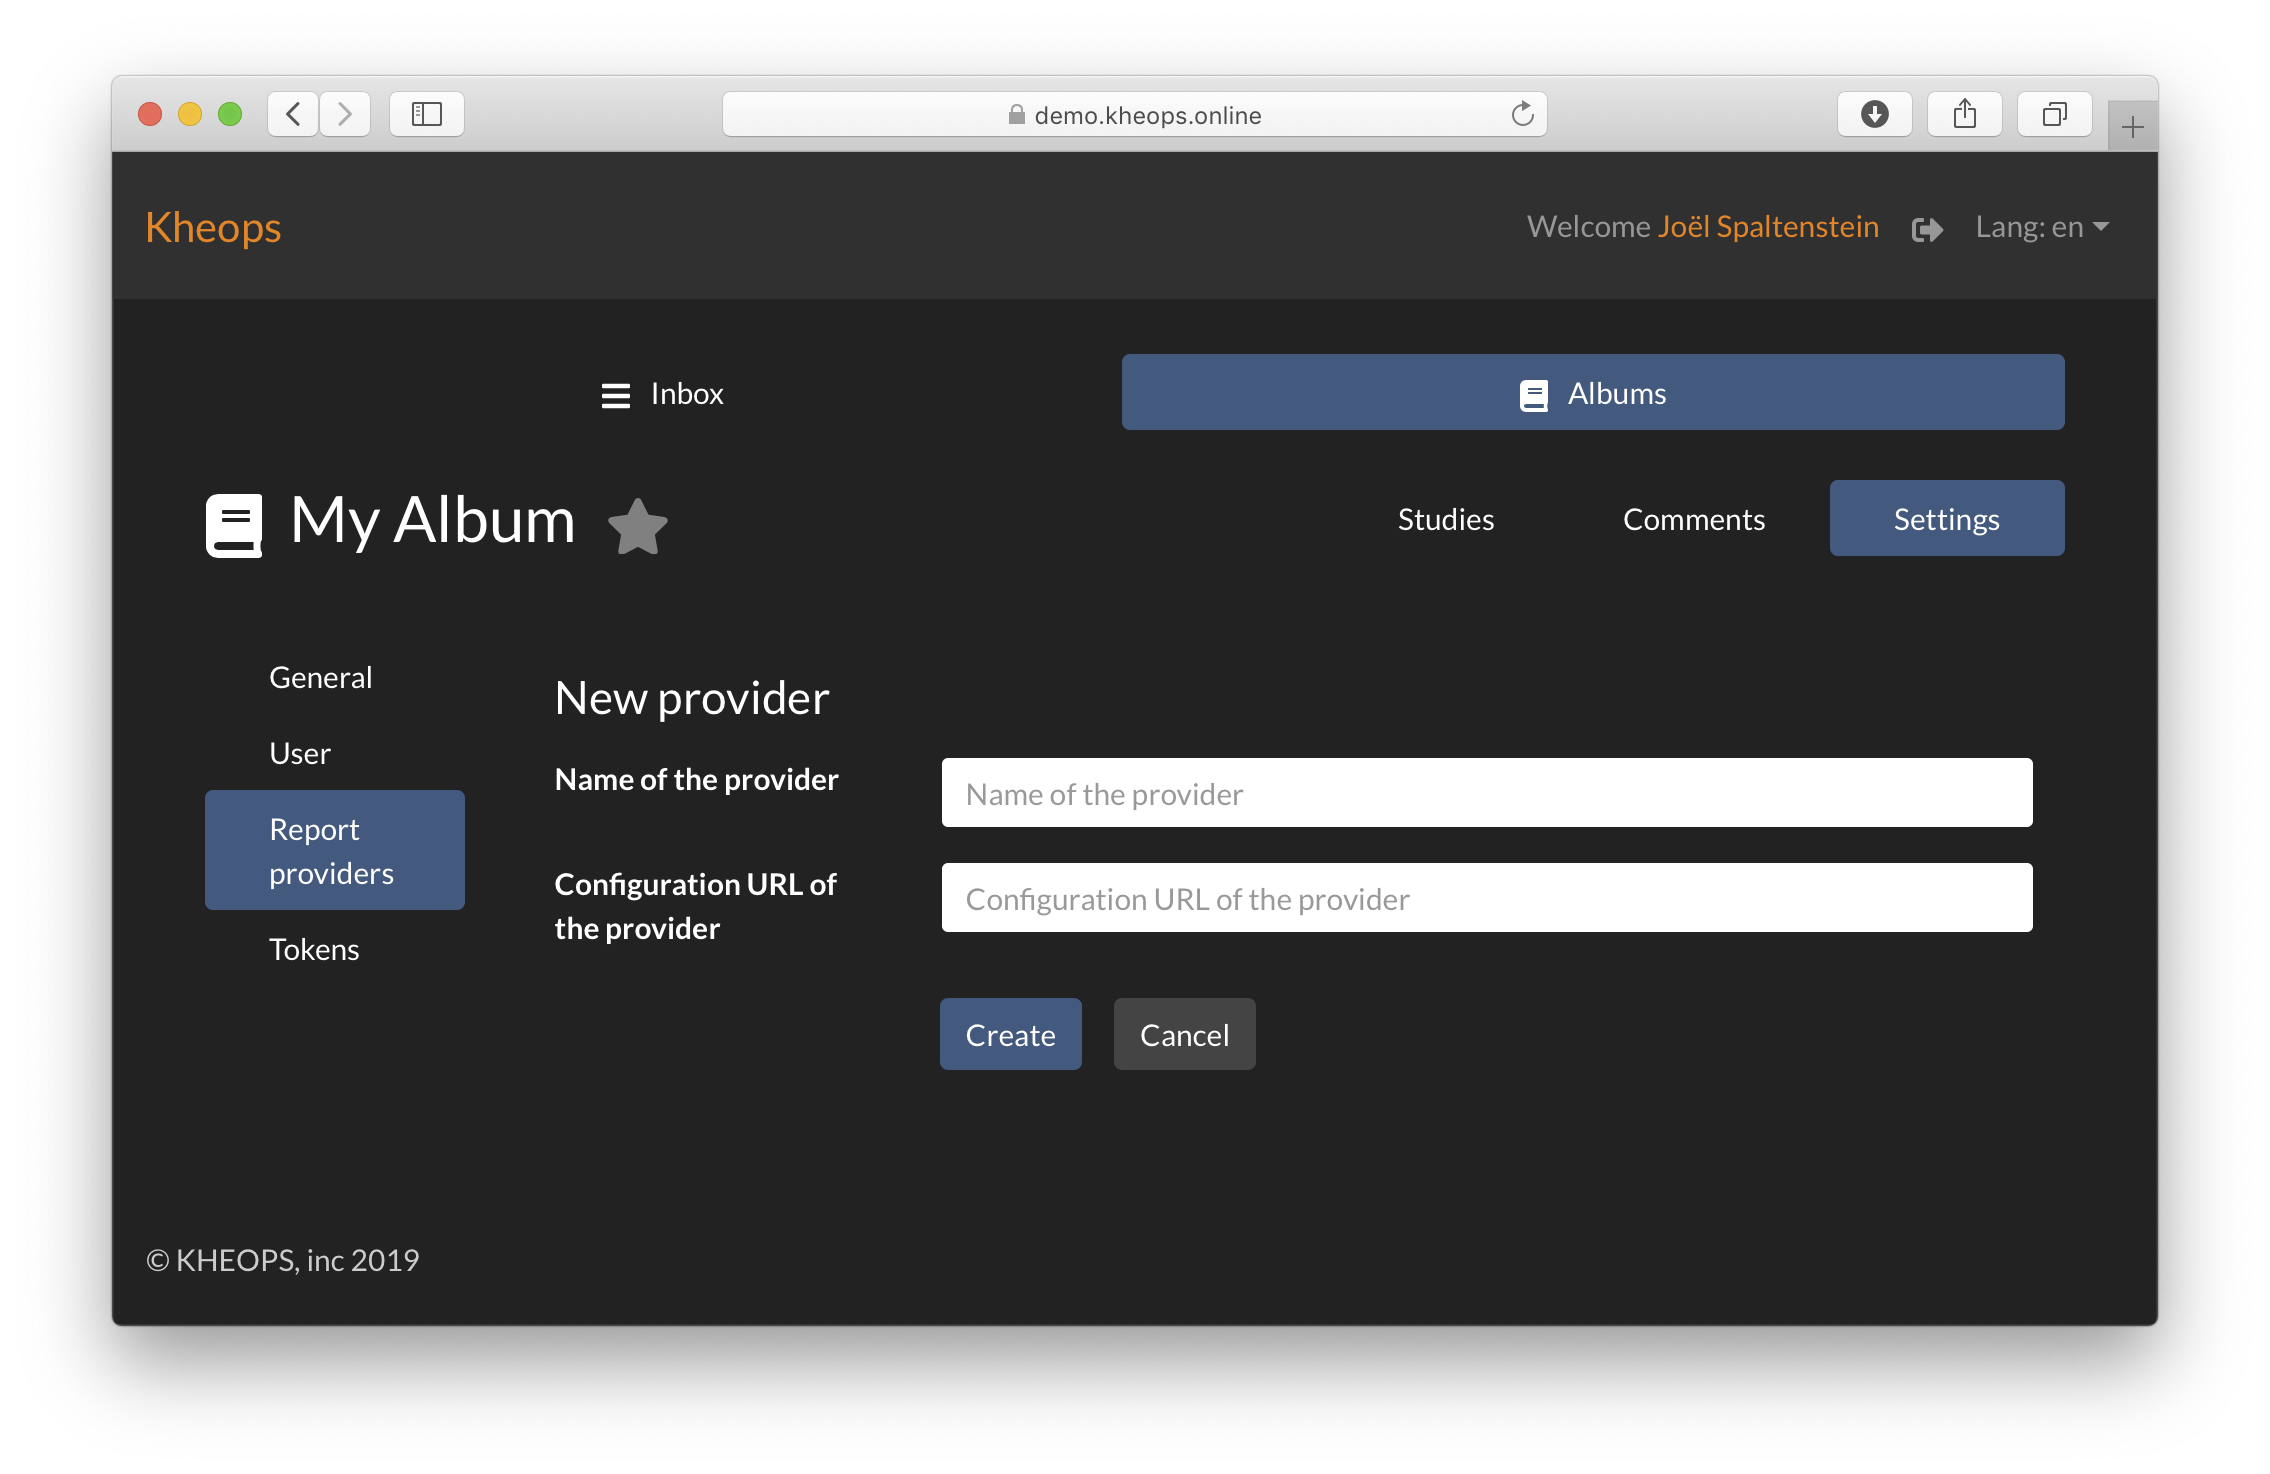 demo.kheops.online
Kheops
Welcome Joël Spaltenstein
Lang: en
Inbox
Albums
My Album
Studies
Comments
Settings
General
User
Report
providers
Tokens
New provider
Name of the provider
Name of the provider
Configuration URL of
the provider
Configuration URL of the provider
Create
Cancel
© KHEOPS, inc 2019